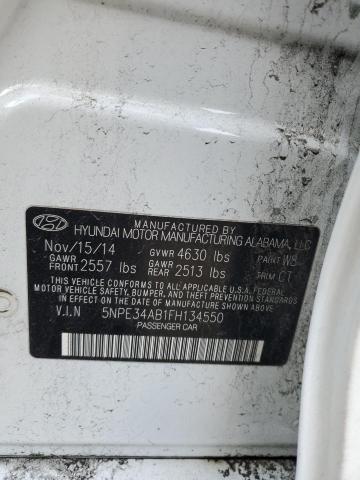 MANUFACTURED BY
HYUNDAI MOTOR MANUFACTURING ALABAMA, LLC
Nov/15/14 GVWR 4630 lbs PAINT W8
GAWR FRONT 2557 lbs GAWR REAR 2513 lbs TRIM CT
THIS VEHICLE CONFORMS TO ALL APPLICABLE U.S.A. FEDERAL
MOTOR VEHICLE SAFETY, BUMPER, AND THEFT PREVENTION
STANDARDS IN EFFECT ON THE DATE OF MANUFACTURE SHOWN ABOVE.
V.I.N 5NPE34AB1FH134550
PASSENGER CAR